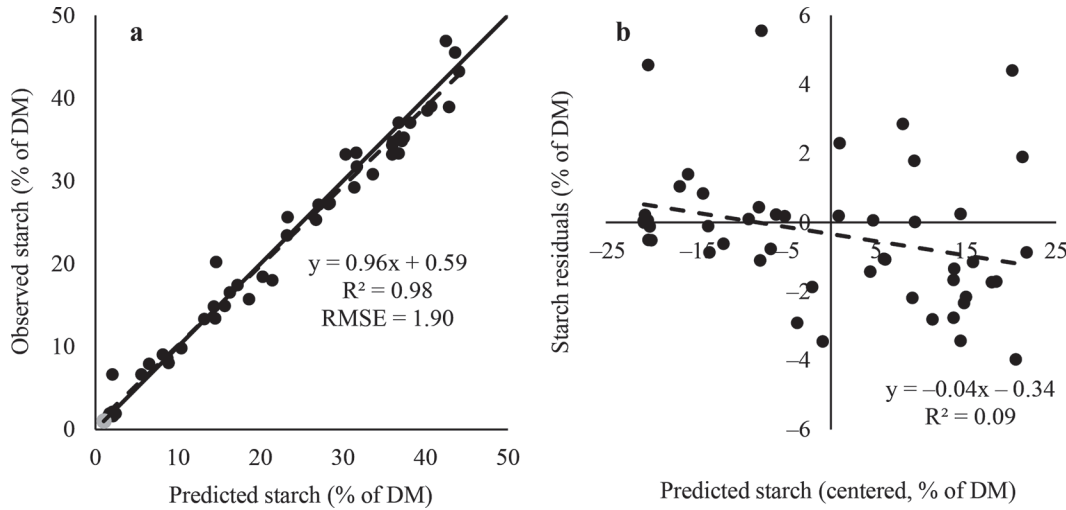 a
Observed starch (% of DM)
50
40
30
20
10
0
0 10 20 30 40 50
Predicted starch (% of DM)
y = 0.96x + 0.59
R² = 0.98
RMSE = 1.90
b
Starch residuals (% of DM)
6
4
2
0
–2
–4
–6
–25 –15 –5 5 15 25
y = –0.04x – 0.34
R² = 0.09
Predicted starch (centered, % of DM)